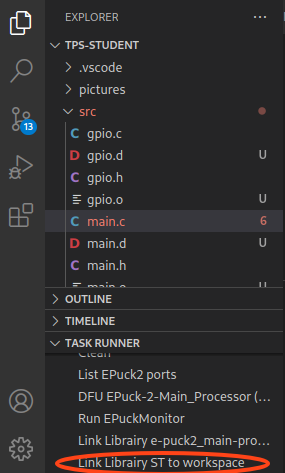 EXPLORER
TPS-STUDENT
.vscode
pictures
src
C gpio.c
D gpio.d U
C gpio.h
gpio.o U
C main.c 6
D main.d U
C main.h
13
OUTLINE
TIMELINE
TASK RUNNER
Clean
List EPuck2 ports
DFU EPuck-2-Main_Processor (...
Run EPuckMonitor
Link Librairy e-puck2_main-pro...
Link Librairy ST to workspace